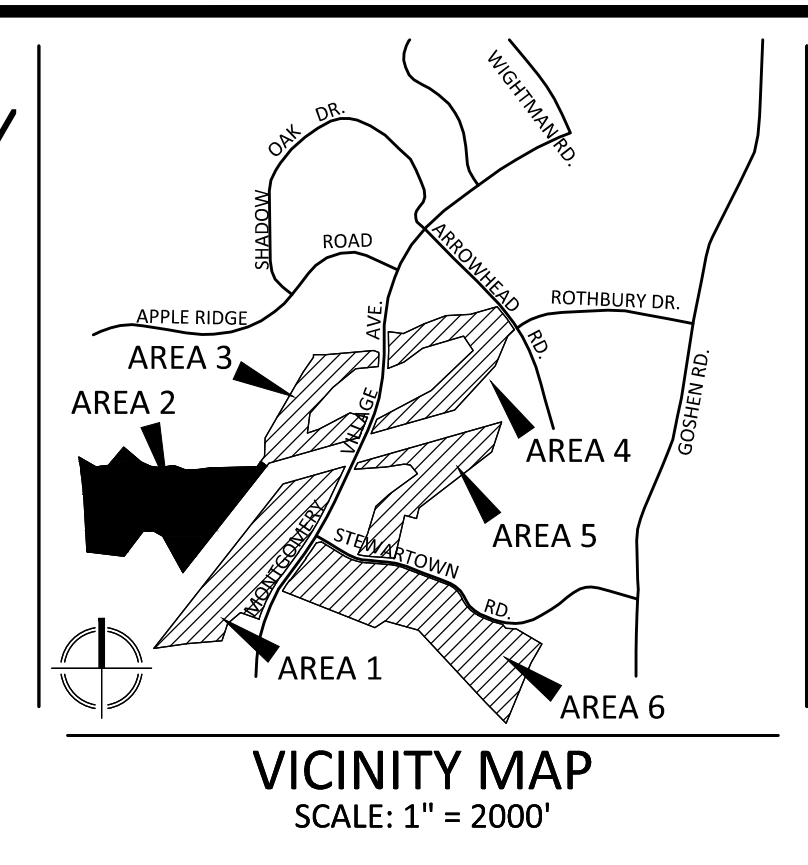 WIGHTMAN RD.
SHADOW OAK DR.
APPLE RIDGE ROAD
ARROWHEAD RD.
ROTHBURY DR.
GOSHEN RD.
MONTGOMERY VILLAGE AVE.
AREA 3
AREA 2
AREA 4
AREA 5
STEWARTOWN RD.
AREA 1
AREA 6
VICINITY MAP
SCALE: 1" = 2000'